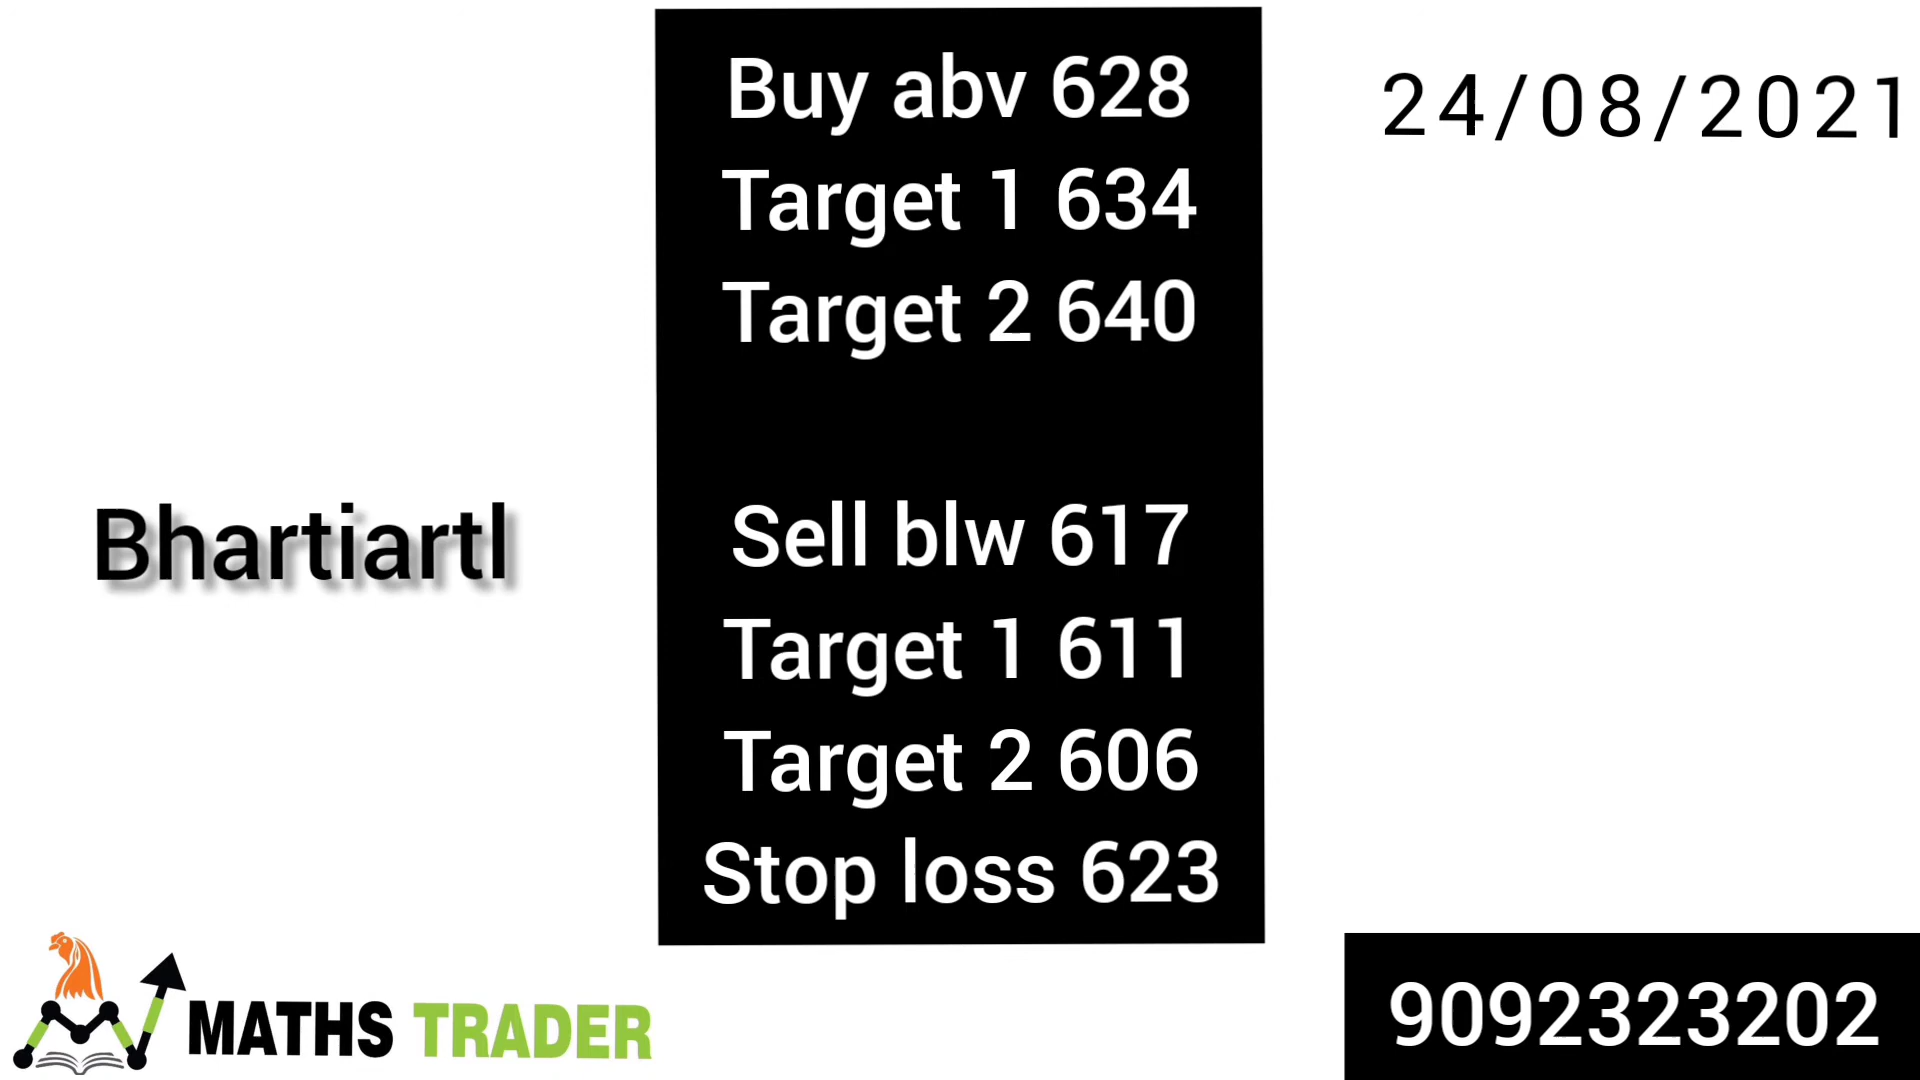 Buy abv 628
Target 1 634
Target 2 640
Sell blw 617
Target 1 611
Target 2 606
Stop loss 623
24/08/2021
Bhartiartl
MATHS TRADER
9092323202